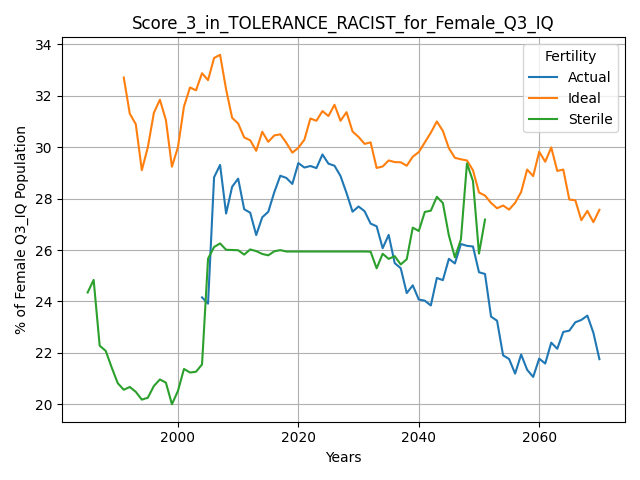 Score_3_in_TOLERANCE_RACIST_for_Female_Q3_IQ
Fertility
Actual
Ideal
Sterile
% of Female Q3_IQ Population
34
32
30
28
26
24
22
20
2000 2020 2040 2060
Years